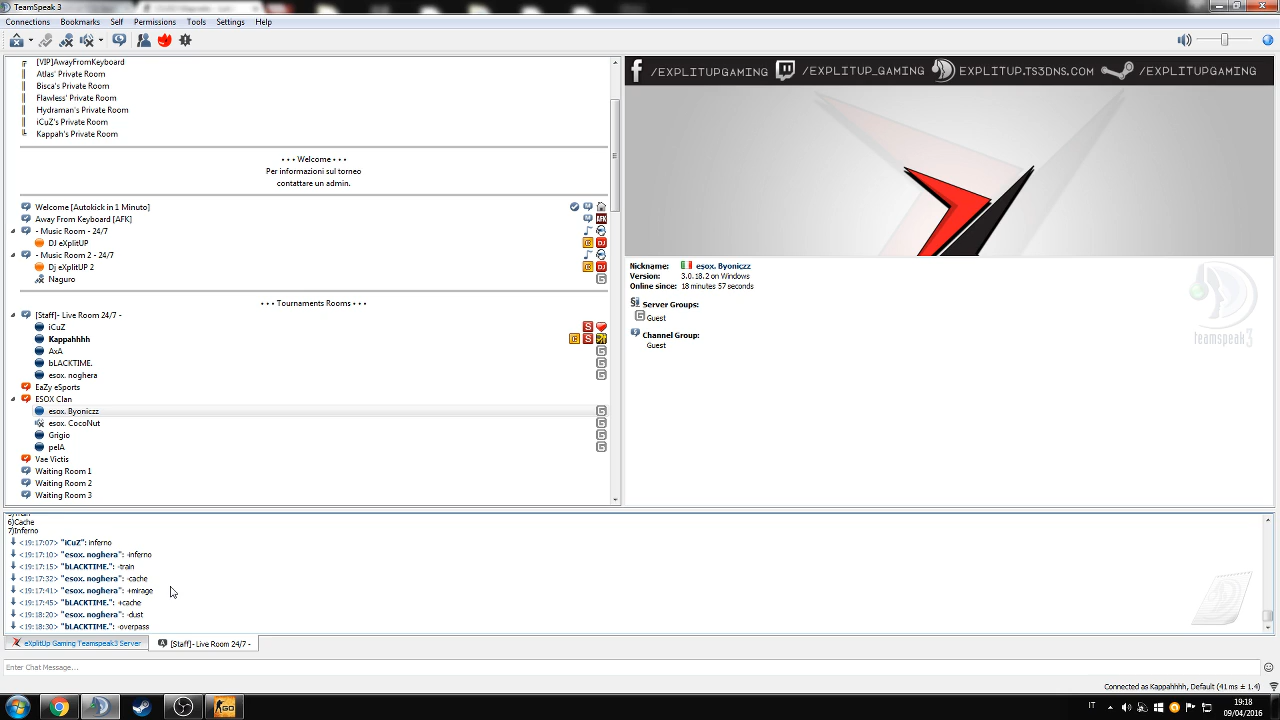 TeamSpeak 3
Connections Bookmarks Self Permissions Tools Settings Help
[VIP]AwayFromKeyboard
Atlas' Private Room
Bisca's Private Room
Flawless' Private Room
Hydraman's Private Room
iCuZ's Private Room
Kappah's Private Room
• • • Welcome • • •
Per informazioni sul torneo
contattare un admin.
Welcome [Autokick in 1 Minuto]
Away From Keyboard [AFK]
AFK
- Music Room - 24/7
DJ eXplitUP
DJ
- Music Room 2 - 24/7
Dj eXplitUP 2
DJ
Naguro
G
• • • Tournaments Rooms • • •
[Staff]- Live Room 24/7 -
iCuZ
S
Kappahhhh
S
AxA
G
bLACKTIME.
G
esox. noghera
G
EaZy eSports
ESOX Clan
esox. Byoniczz
G
esox. CocoNut
G
Grigio
G
pelA
G
Vae Victis
Waiting Room 1
Waiting Room 2
Waiting Room 3
/EXPLITUPGAMING /EXPLITUP_GAMING EXPLITUP.TS3DNS.COM /EXPLITUPGAMING
Nickname: esox. Byoniczz
Version: 3.0.18.2 on Windows
Online since: 18 minutes 57 seconds
Server Groups:
G Guest
Channel Group:
Guest
teamspeak3
6)Cache
7)Inferno
<19:17:07> "iCuZ": inferno
<19:17:10> "esox. noghera": +inferno
<19:17:15> "bLACKTIME.": -train
<19:17:32> "esox. noghera": -cache
<19:17:41> "esox. noghera": +mirage
<19:17:45> "bLACKTIME.": +cache
<19:18:20> "esox. noghera": -dust
<19:18:30> "bLACKTIME.": -overpass
eXplitUp Gaming Teamspeak3 Server
[Staff]- Live Room 24/7 -
Enter Chat Message...
Connected as Kappahhhh, Default (41 ms ± 1.4)
GO
IT
19:18
09/04/2016